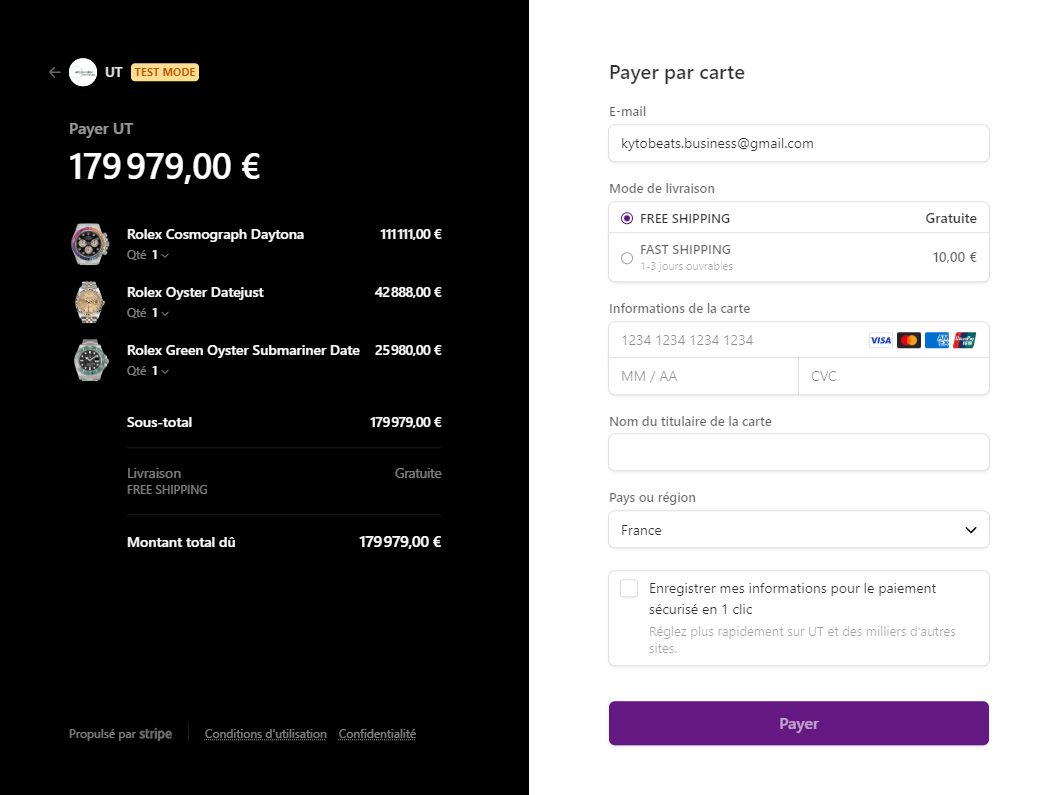 UT TEST MODE
Payer UT
179 979,00 €
Rolex Cosmograph Daytona 111 111,00 €
Qté 1
Rolex Oyster Datejust 42 888,00 €
Qté 1
Rolex Green Oyster Submariner Date 25 980,00 €
Qté 1
Sous-total 179 979,00 €
Livraison Gratuite
FREE SHIPPING
Montant total dû 179 979,00 €
Propulsé par stripe Conditions d'utilisation Confidentialité
Payer par carte
E-mail
kytobeats.business@gmail.com
Mode de livraison
FREE SHIPPING Gratuite
FAST SHIPPING 10,00 €
1-3 jours ouvrables
Informations de la carte
1234 1234 1234 1234 VISA
MM / AA CVC
Nom du titulaire de la carte
Pays ou région
France
Enregistrer mes informations pour le paiement
sécurisé en 1 clic
Réglez plus rapidement sur UT et des milliers d'autres
sites.
Payer